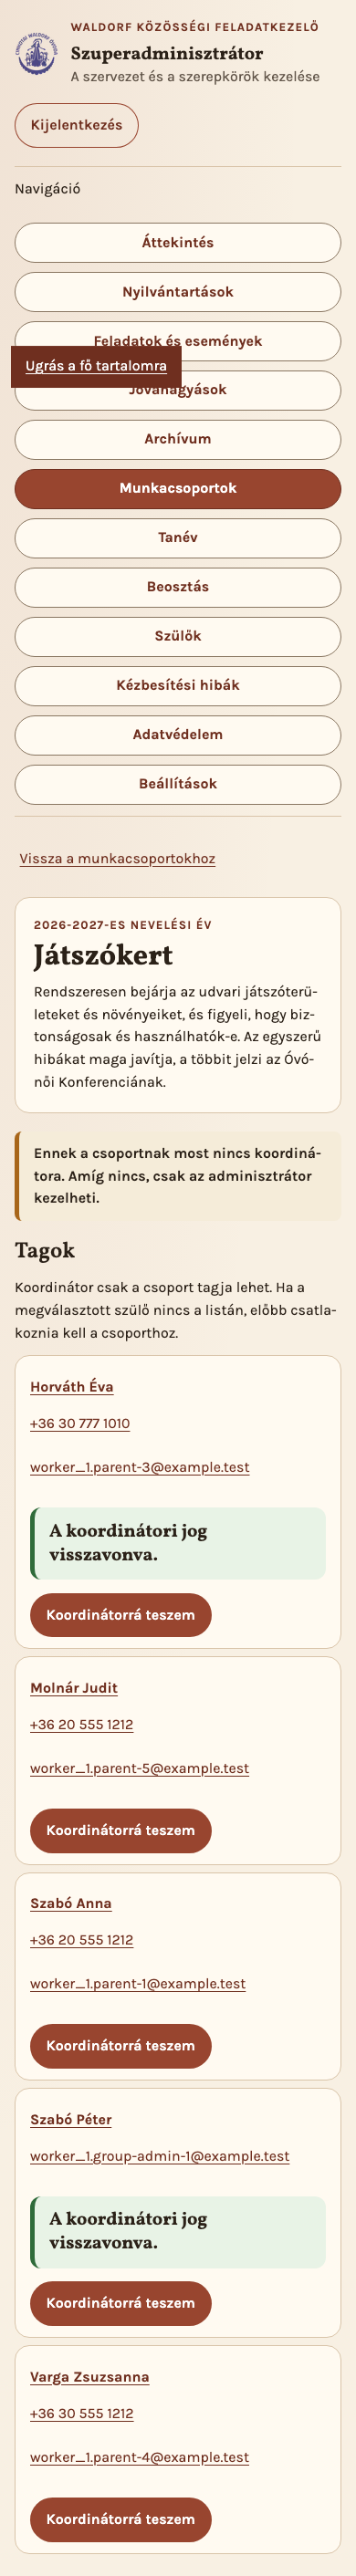 WALDORF KÖZÖSSÉGI FELADATKEZELŐ
Szuperadminisztrátor
A szervezet és a szerepkörök kezelése
Kijelentkezés
Navigáció
Áttekintés
Nyilvántartások
Feladatok és események
Ugrás a fő tartalomra
Jóváhagyások
Archívum
Munkacsoportok
Tanév
Beosztás
Szülők
Kézbesítési hibák
Adatvédelem
Beállítások
Vissza a munkacsoportokhoz
2026-2027-ES NEVELÉSI ÉV
Játszókert
Rendszeresen bejárja az udvari játszóterü-
leteket és növényeiket, és figyeli, hogy biz-
tonságosak és használhatók-e. Az egyszerű
hibákat maga javítja, a többit jelzi az Óvó-
női Konferenciának.
Ennek a csoportnak most nincs koordiná-
tora. Amíg nincs, csak az adminisztrátor
kezelheti.
Tagok
Koordinátor csak a csoport tagja lehet. Ha a
megválasztott szülő nincs a listán, előbb csatla-
koznia kell a csoporthoz.
Horváth Éva
+36 30 777 1010
worker_1.parent-3@example.test
A koordinátori jog
visszavonva.
Koordinátorrá teszem
Molnár Judit
+36 20 555 1212
worker_1.parent-5@example.test
Koordinátorrá teszem
Szabó Anna
+36 20 555 1212
worker_1.parent-1@example.test
Koordinátorrá teszem
Szabó Péter
worker_1.group-admin-1@example.test
A koordinátori jog
visszavonva.
Koordinátorrá teszem
Varga Zsuzsanna
+36 30 555 1212
worker_1.parent-4@example.test
Koordinátorrá teszem